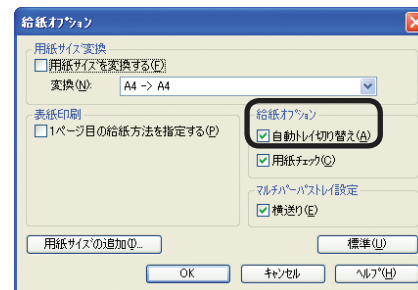 給紙ｵﾌﾟｼｮﾝ
用紙ｻｲｽﾞ変換
用紙ｻｲｽﾞを変換する(F)
変換(N):
A4 -> A4
表紙印刷
1ﾍﾟｰｼﾞ目の給紙方法を指定する(P)
給紙ｵﾌﾟｼｮﾝ
自動ﾄﾚｲ切り替え(A)
用紙ﾁｪｯｸ(C)
ﾏﾙﾁﾊﾟｰﾊﾟｽﾄﾚｲ設定
横送り(E)
用紙ｻｲｽﾞの追加(I)...
標準(U)
OK
ｷｬﾝｾﾙ
ﾍﾙﾌﾟ(H)